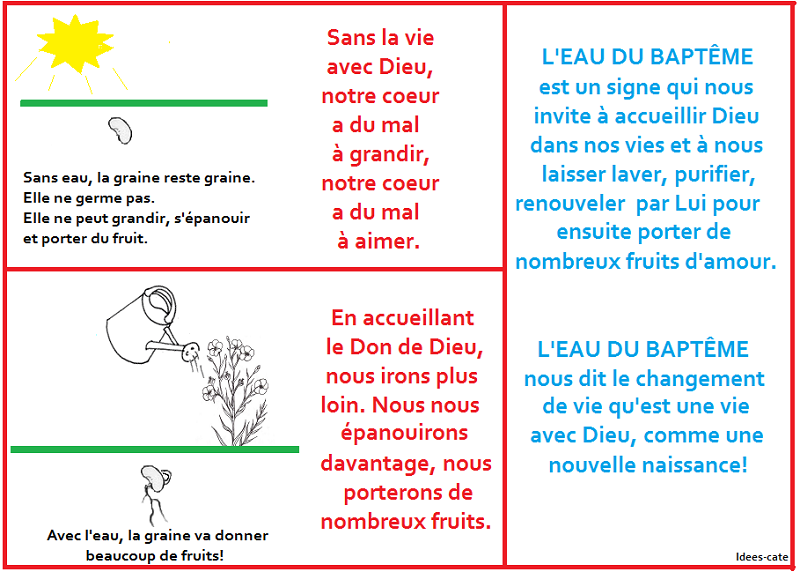 Sans eau, la graine reste graine.
Elle ne germe pas.
Elle ne peut grandir, s'épanouir
et porter du fruit.
Sans la vie
avec Dieu,
notre coeur
a du mal
à grandir,
notre coeur
a du mal
à aimer.
Avec l'eau, la graine va donner
beaucoup de fruits!
En accueillant
le Don de Dieu,
nous irons plus
loin. Nous nous
épanouirons
davantage, nous
porterons de
nombreux fruits.
L'EAU DU BAPTÊME
est un signe qui nous
invite à accueillir Dieu
dans nos vies et à nous
laisser laver, purifier,
renouveler par Lui pour
ensuite porter de
nombreux fruits d'amour.
L'EAU DU BAPTÊME
nous dit le changement
de vie qu'est une vie
avec Dieu, comme une
nouvelle naissance!
Idees-cate